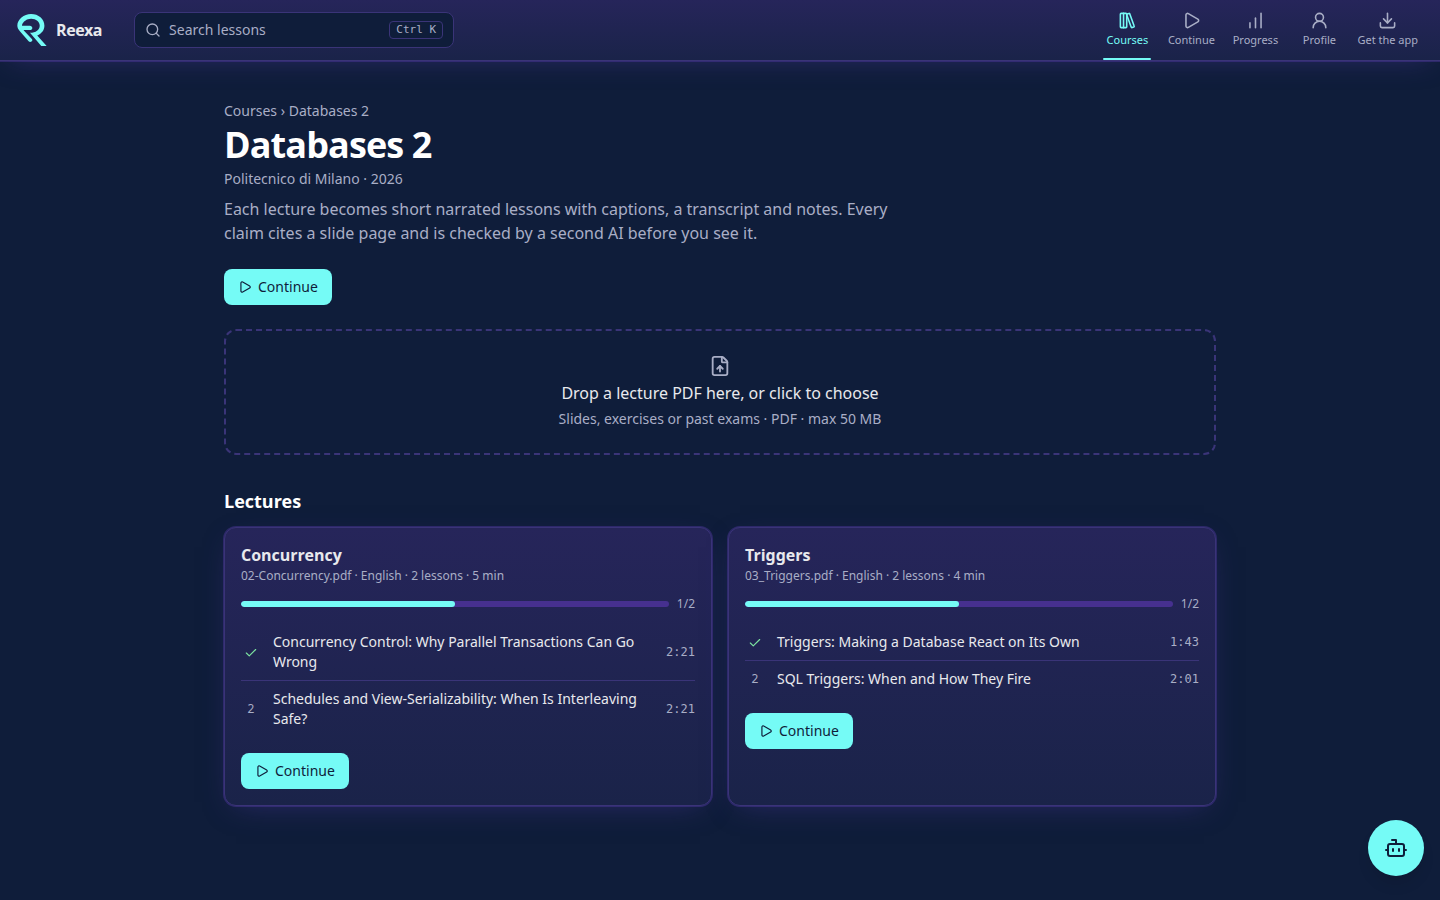 Reexa
Search lessons
Ctrl K
Courses
Continue
Progress
Profile
Get the app
Courses › Databases 2
Databases 2
Politecnico di Milano · 2026
Each lecture becomes short narrated lessons with captions, a transcript and notes. Every
claim cites a slide page and is checked by a second AI before you see it.
Continue
Drop a lecture PDF here, or click to choose
Slides, exercises or past exams · PDF · max 50 MB
Lectures
Concurrency
02-Concurrency.pdf · English · 2 lessons · 5 min
1/2
Concurrency Control: Why Parallel Transactions Can Go
Wrong
2:21
2
Schedules and View-Serializability: When Is Interleaving
Safe?
2:21
Continue
Triggers
03_Triggers.pdf · English · 2 lessons · 4 min
1/2
Triggers: Making a Database React on Its Own
1:43
2
SQL Triggers: When and How They Fire
2:01
Continue